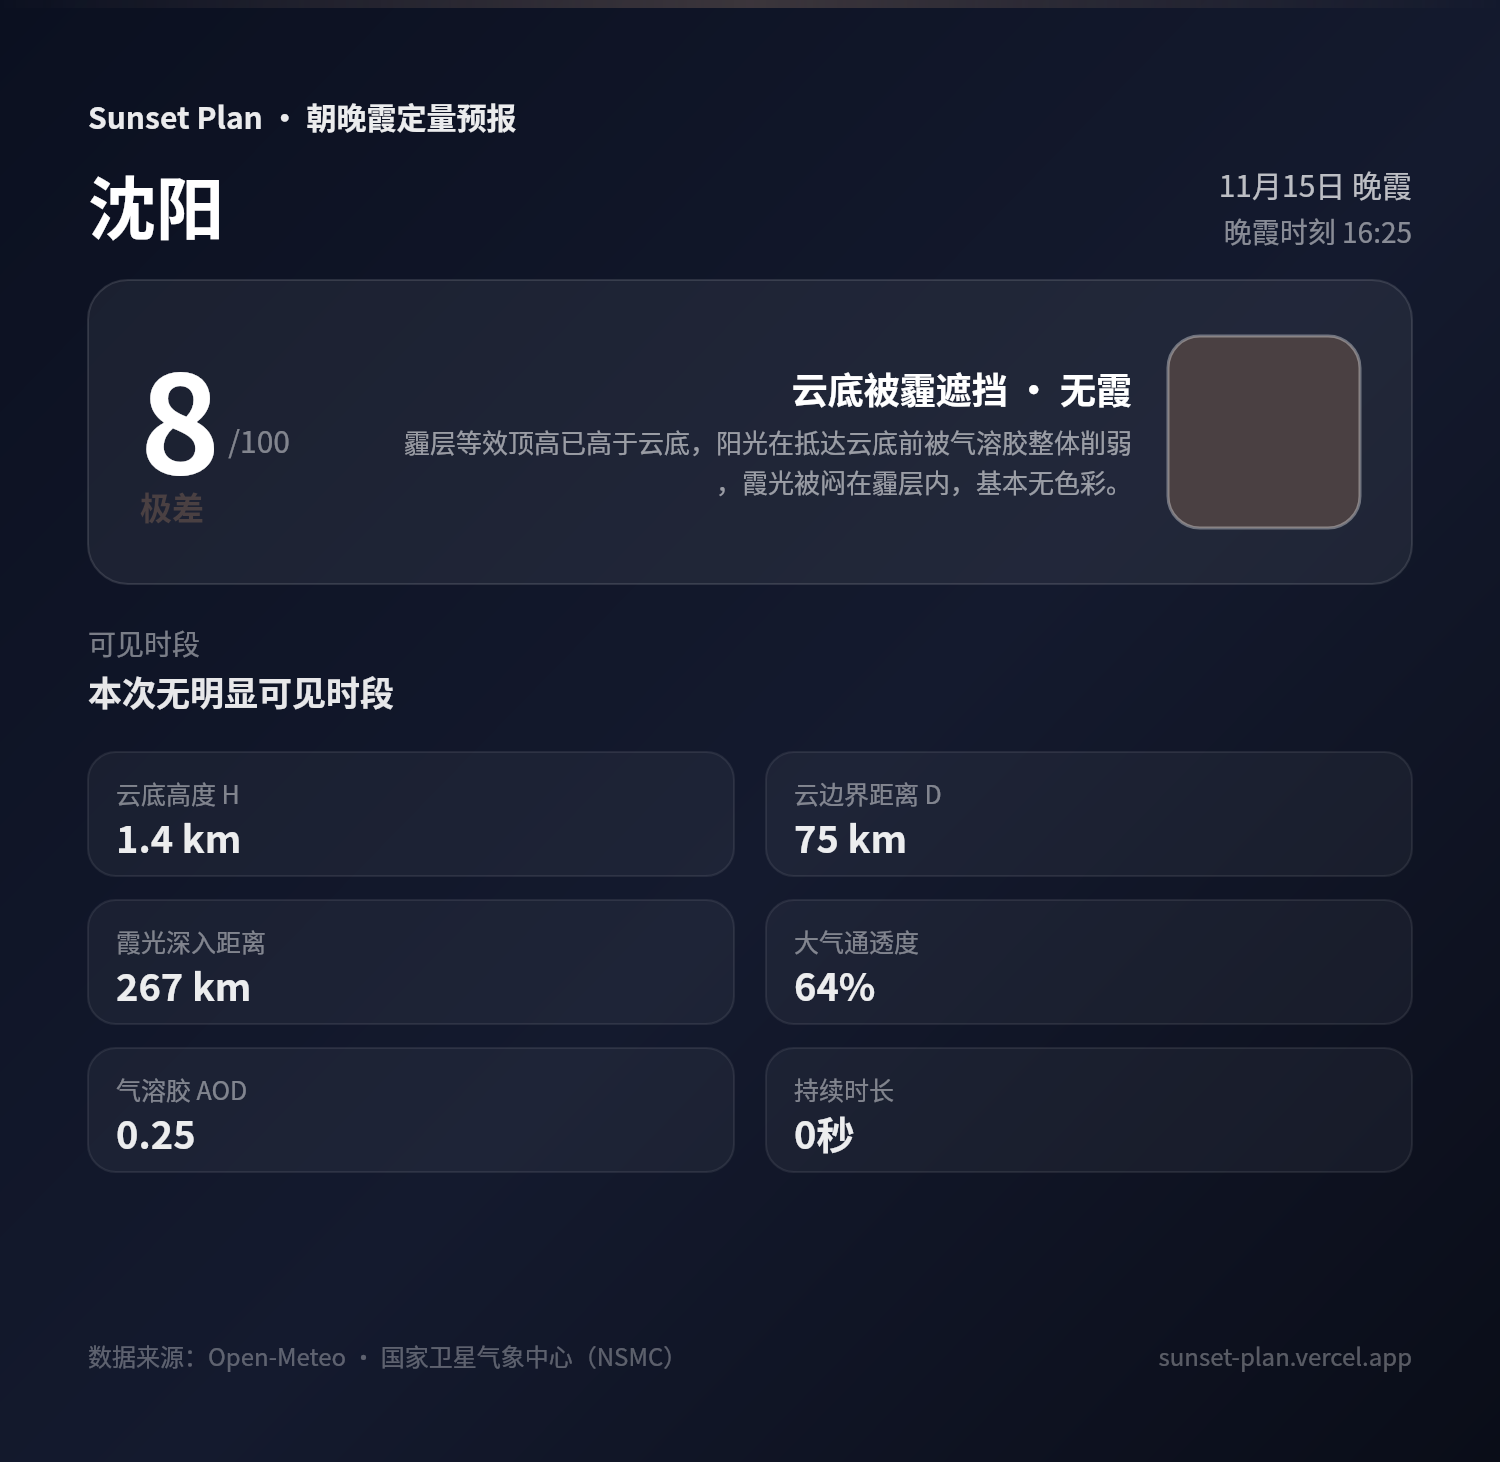 Sunset Plan · 朝晚霞定量预报
沈阳
11月15日 晚霞
晚霞时刻 16:25
8 /100
极差
云底被霾遮挡 · 无霞
霾层等效顶高已高于云底，阳光在抵达云底前被气溶胶整体削弱
，霞光被闷在霾层内，基本无色彩。
可见时段
本次无明显可见时段
云底高度 H
1.4 km
云边界距离 D
75 km
霞光深入距离
267 km
大气通透度
64%
气溶胶 AOD
0.25
持续时长
0秒
数据来源：Open-Meteo · 国家卫星气象中心（NSMC）
sunset-plan.vercel.app